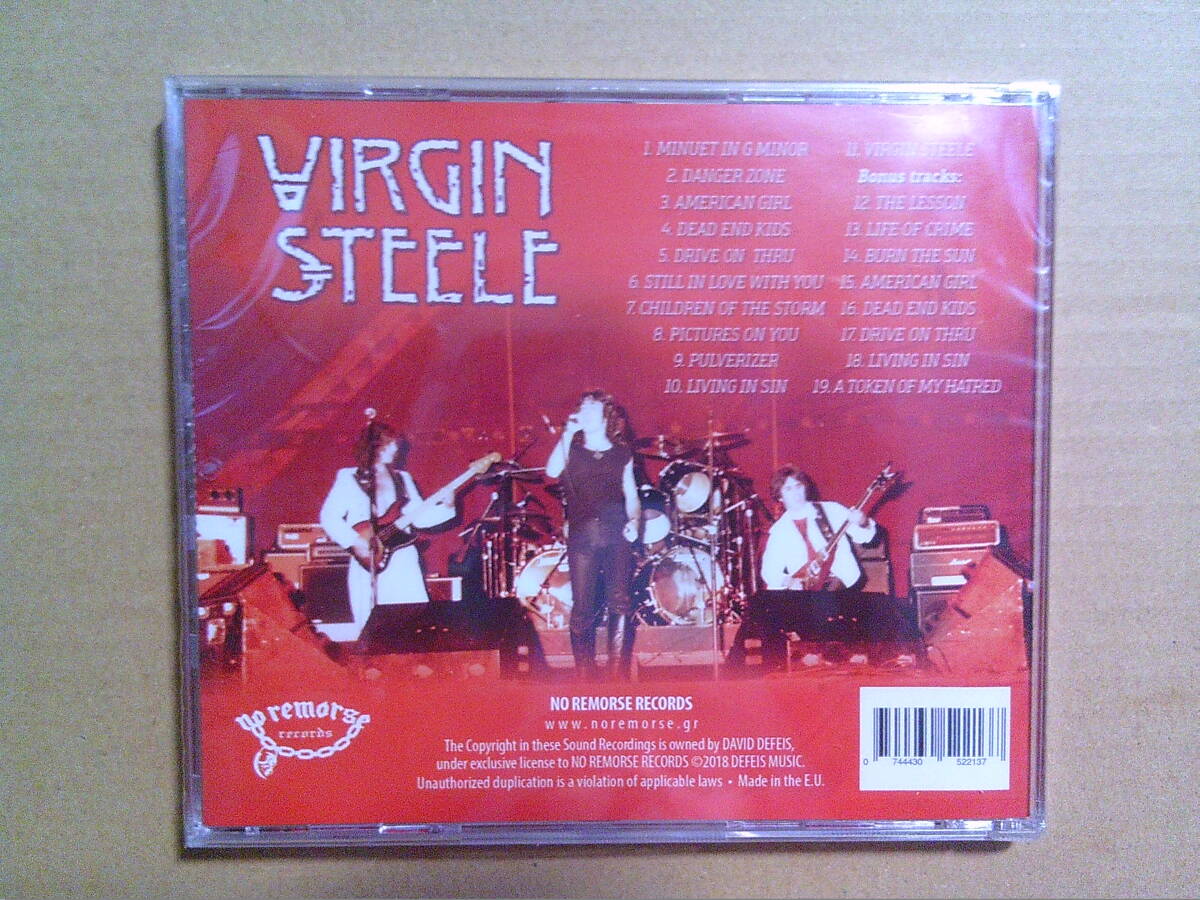 VIRGIN
STEELE
1. MINUET IN G MINOR
2. DANGER ZONE
3. AMERICAN GIRL
4. DEAD END KIDS
5. DRIVE ON THRU
6. STILL IN LOVE WITH YOU
7. CHILDREN OF THE STORM
8. PICTURES ON YOU
9. PULVERIZER
10. LIVING IN SIN
11. VIRGIN STEELE
Bonus tracks:
12. THE LESSON
13. LIFE OF CRIME
14. BURN THE SUN
15. AMERICAN GIRL
16. DEAD END KIDS
17. DRIVE ON THRU
18. LIVING IN SIN
19. A TOKEN OF MY HATRED
no remorse
records
NO REMORSE RECORDS
www.noremorse.gr
The Copyright in these Sound Recordings is owned by DAVID DEFEIS,
under exclusive license to NO REMORSE RECORDS ©2018 DEFEIS MUSIC.
Unauthorized duplication is a violation of applicable laws • Made in the E.U.
0 744430 522137